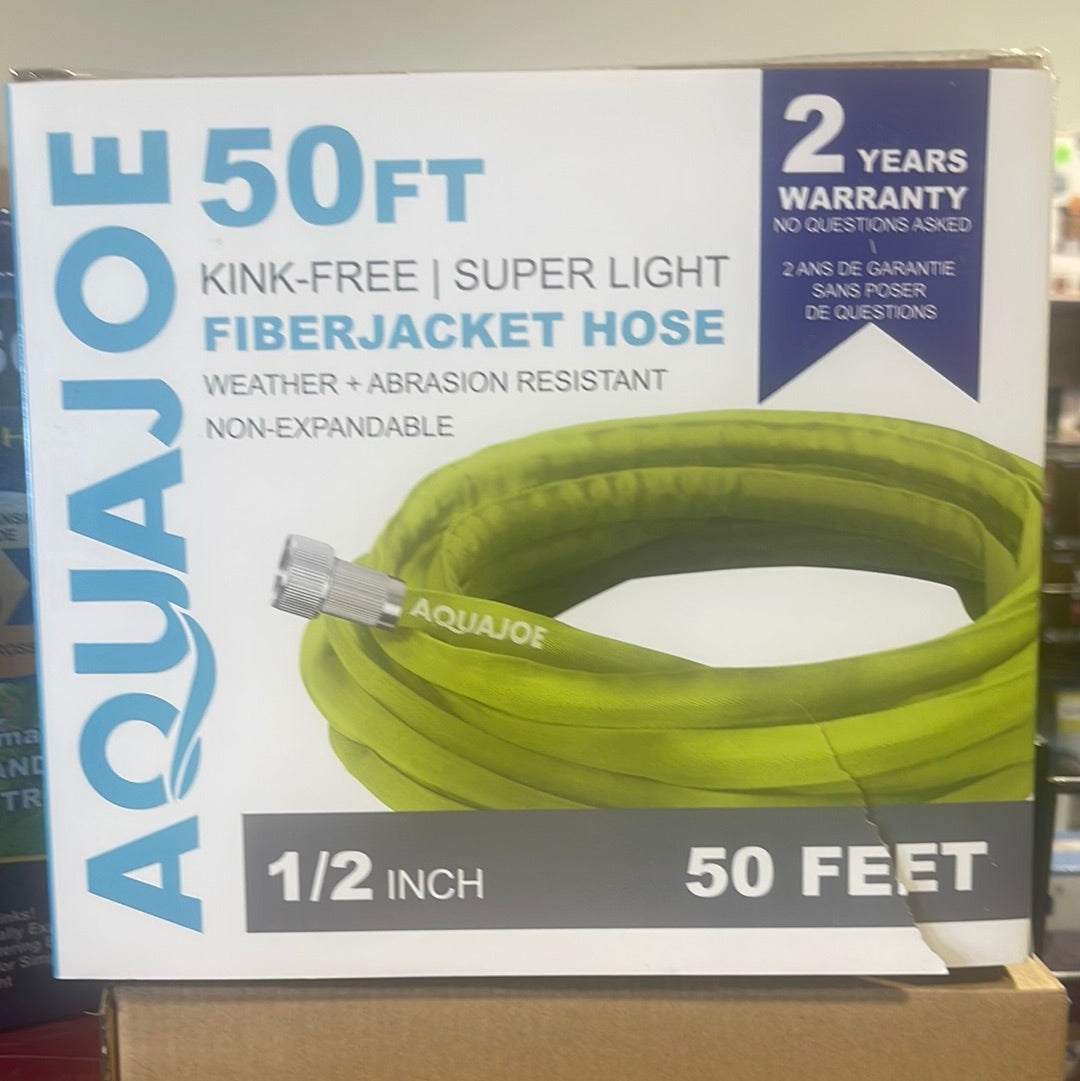 AQUAJOE
50FT
KINK-FREE | SUPER LIGHT
FIBERJACKET HOSE
WEATHER + ABRASION RESISTANT
NON-EXPANDABLE
2 YEARS
WARRANTY
NO QUESTIONS ASKED
\
2 ANS DE GARANTIE
SANS POSER
DE QUESTIONS
AQUAJOE
1/2 INCH
50 FEET